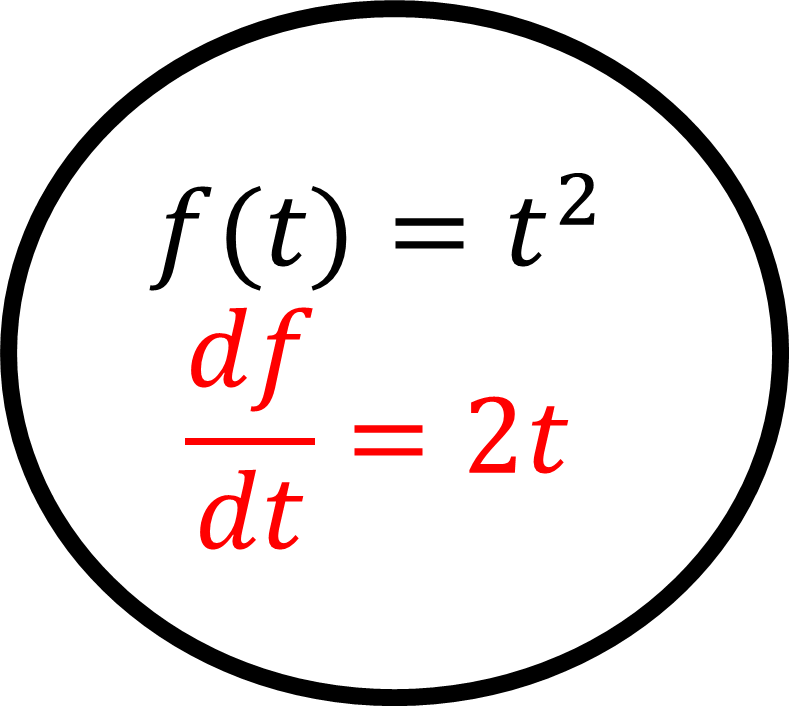 f(t) = t²
df/dt = 2t